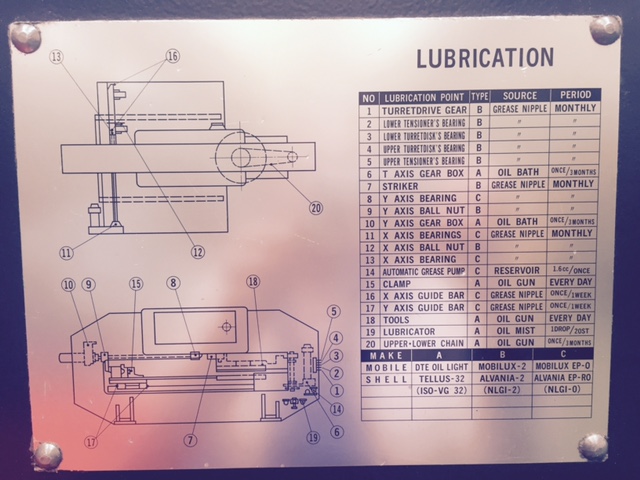 LUBRICATION
13 16
20
11 12
10 9 15 8 18 5
4
3
2
1
14
17 7 19 6
NO LUBRICATION POINT TYPE SOURCE PERIOD
1 TURRETDRIVE GEAR B GREASE NIPPLE MONTHLY
2 LOWER TENSIONER'S BEARING B 〃 〃
3 LOWER TURRETDISK'S BEARING B 〃 〃
4 UPPER TURRETDISK'S BEARING B 〃 〃
5 UPPER TENSIONER'S BEARING B 〃 〃
6 T AXIS GEAR BOX A OIL BATH ONCE/3MONTHS
7 STRIKER B GREASE NIPPLE MONTHLY
8 Y AXIS BEARING C 〃 〃
9 Y AXIS BALL NUT B 〃 〃
10 Y AXIS GEAR BOX A OIL BATH ONCE/3MONTHS
11 X AXIS BEARINGS C GREASE NIPPLE MONTHLY
12 X AXIS BALL NUT B 〃 〃
13 X AXIS BEARING C 〃 〃
14 AUTOMATIC GREASE PUMP C RESERVOIR 1.6cc/ONCE
15 CLAMP A OIL GUN EVERY DAY
16 X AXIS GUIDE BAR C GREASE NIPPLE ONCE/1WEEK
17 Y AXIS GUIDE BAR C GREASE NIPPLE ONCE/1WEEK
18 TOOLS A OIL GUN EVERY DAY
19 LUBRICATOR A OIL MIST 1DROP/20ST
20 UPPER·LOWER CHAIN A OIL GUN ONCE/3MONTHS
MAKE A B C
MOBILE DTE OIL LIGHT MOBILUX-2 MOBILUX EP-0
SHELL TELLUS-32 ALVANIA-2 ALVANIA EP-RO
(ISO-VG 32) (NLGI-2) (NLGI-0)